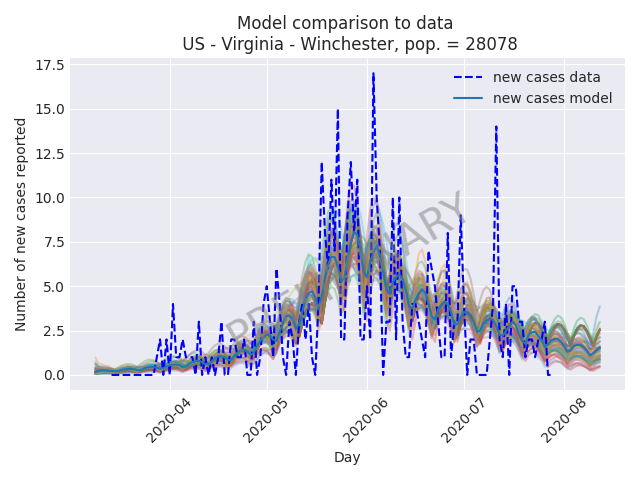 Model comparison to data
US - Virginia - Winchester, pop. = 28078
new cases data
new cases model
PRELIMINARY
Number of new cases reported
17.5
15.0
12.5
10.0
7.5
5.0
2.5
0.0
2020-04
2020-05
2020-06
2020-07
2020-08
Day